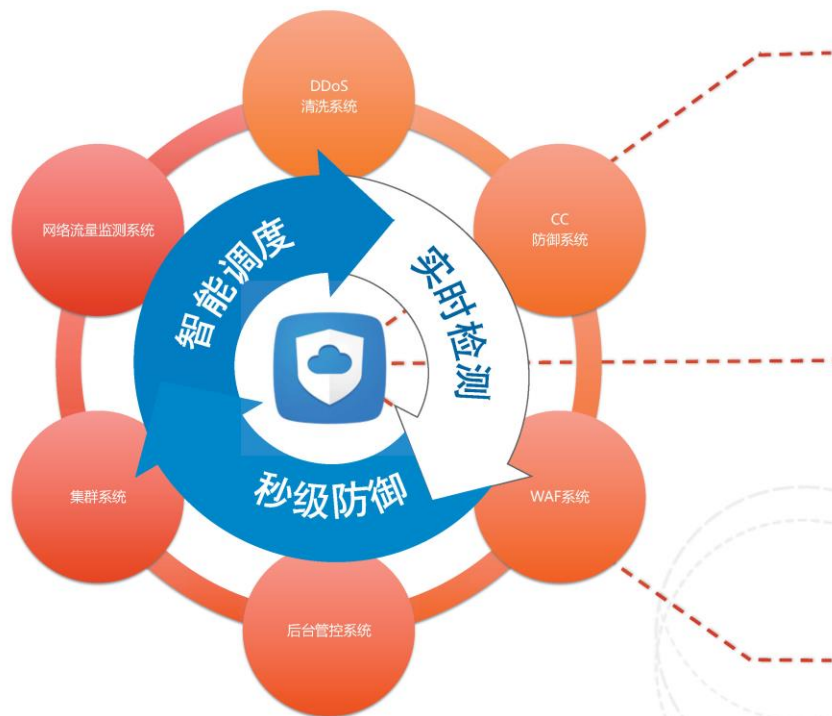 DDoS
清洗系统
CC
防御系统
网络流量监测系统
智能调度
实时检测
秒级防御
集群系统
WAF系统
后台管控系统